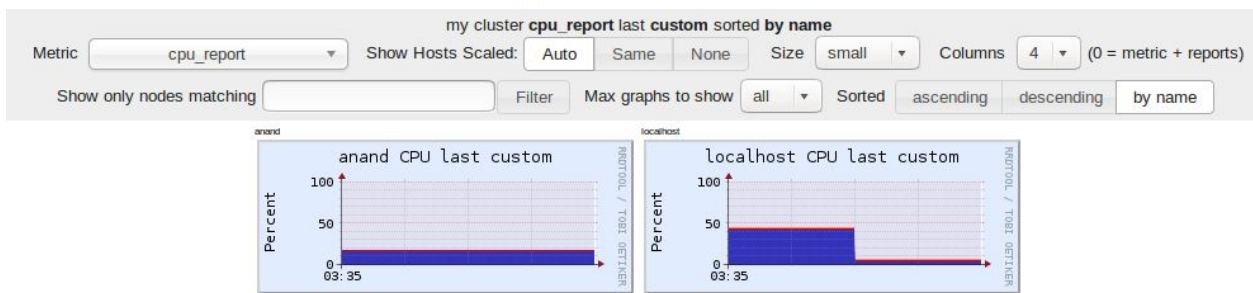 my cluster cpu_report last custom sorted by name
Metric cpu_report Show Hosts Scaled: Auto Same None Size small Columns 4 (0 = metric + reports)
Show only nodes matching Filter Max graphs to show all Sorted ascending descending by name
anand localhost
anand CPU last custom localhost CPU last custom
RRDTOOL / TOBI OETIKER RRDTOOL / TOBI OETIKER
Percent Percent
100 100
50 50
0 0
03:35 03:35